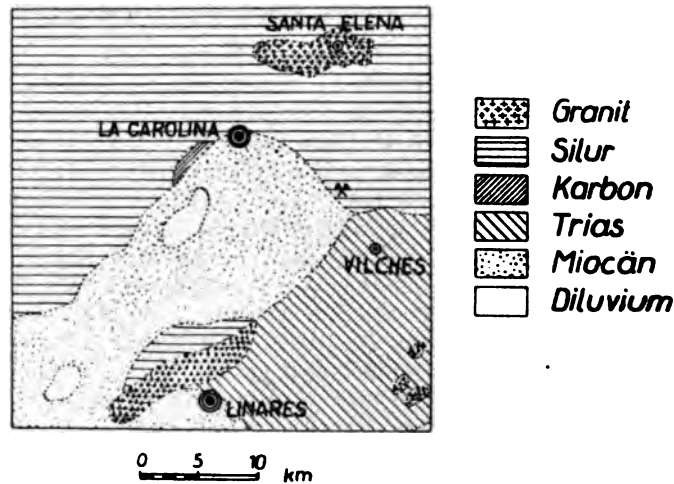 SANTA ELENA
LA CAROLINA
VILCHES
LINARES
Granit
Silur
Karbon
Trias
Miocän
Diluvium
0 5 10
km